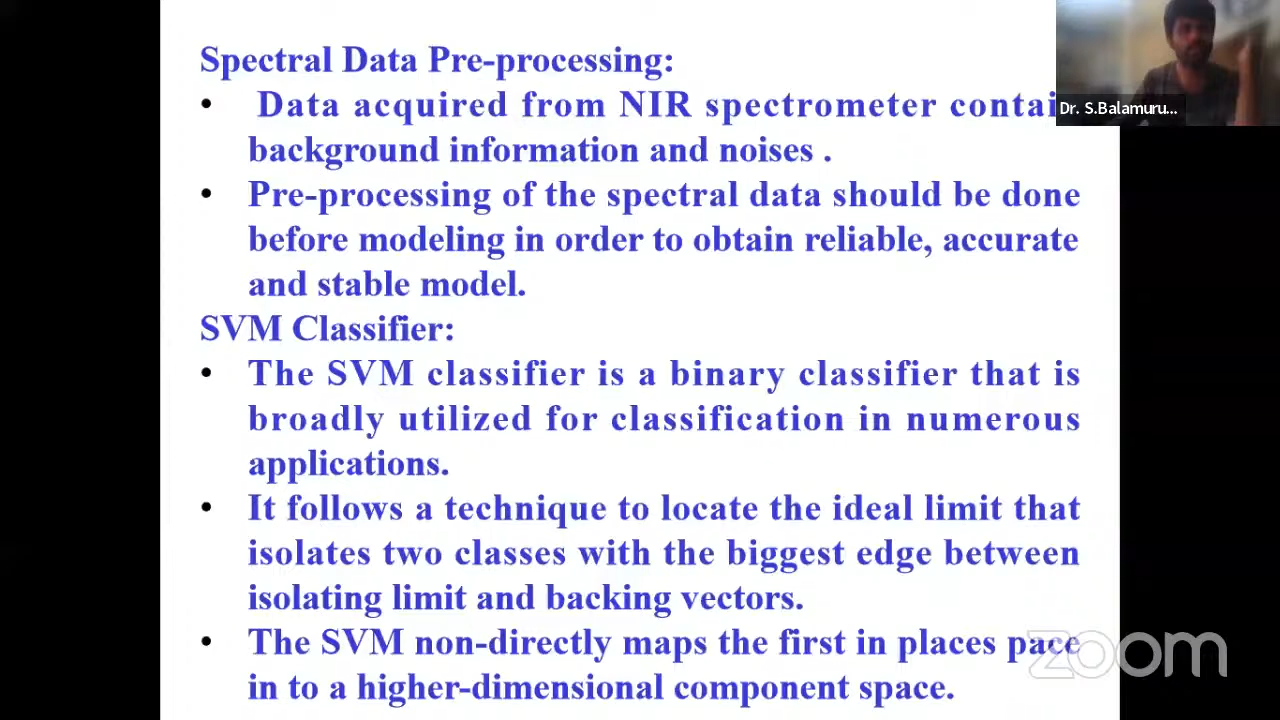 Spectral Data Pre-processing:
• Data acquired from NIR spectrometer contai
background information and noises .
• Pre-processing of the spectral data should be done
before modeling in order to obtain reliable, accurate
and stable model.
SVM Classifier:
• The SVM classifier is a binary classifier that is
broadly utilized for classification in numerous
applications.
• It follows a technique to locate the ideal limit that
isolates two classes with the biggest edge between
isolating limit and backing vectors.
• The SVM non-directly maps the first in places pace
in to a higher-dimensional component space.
Dr. S.Balamuru...
zoom